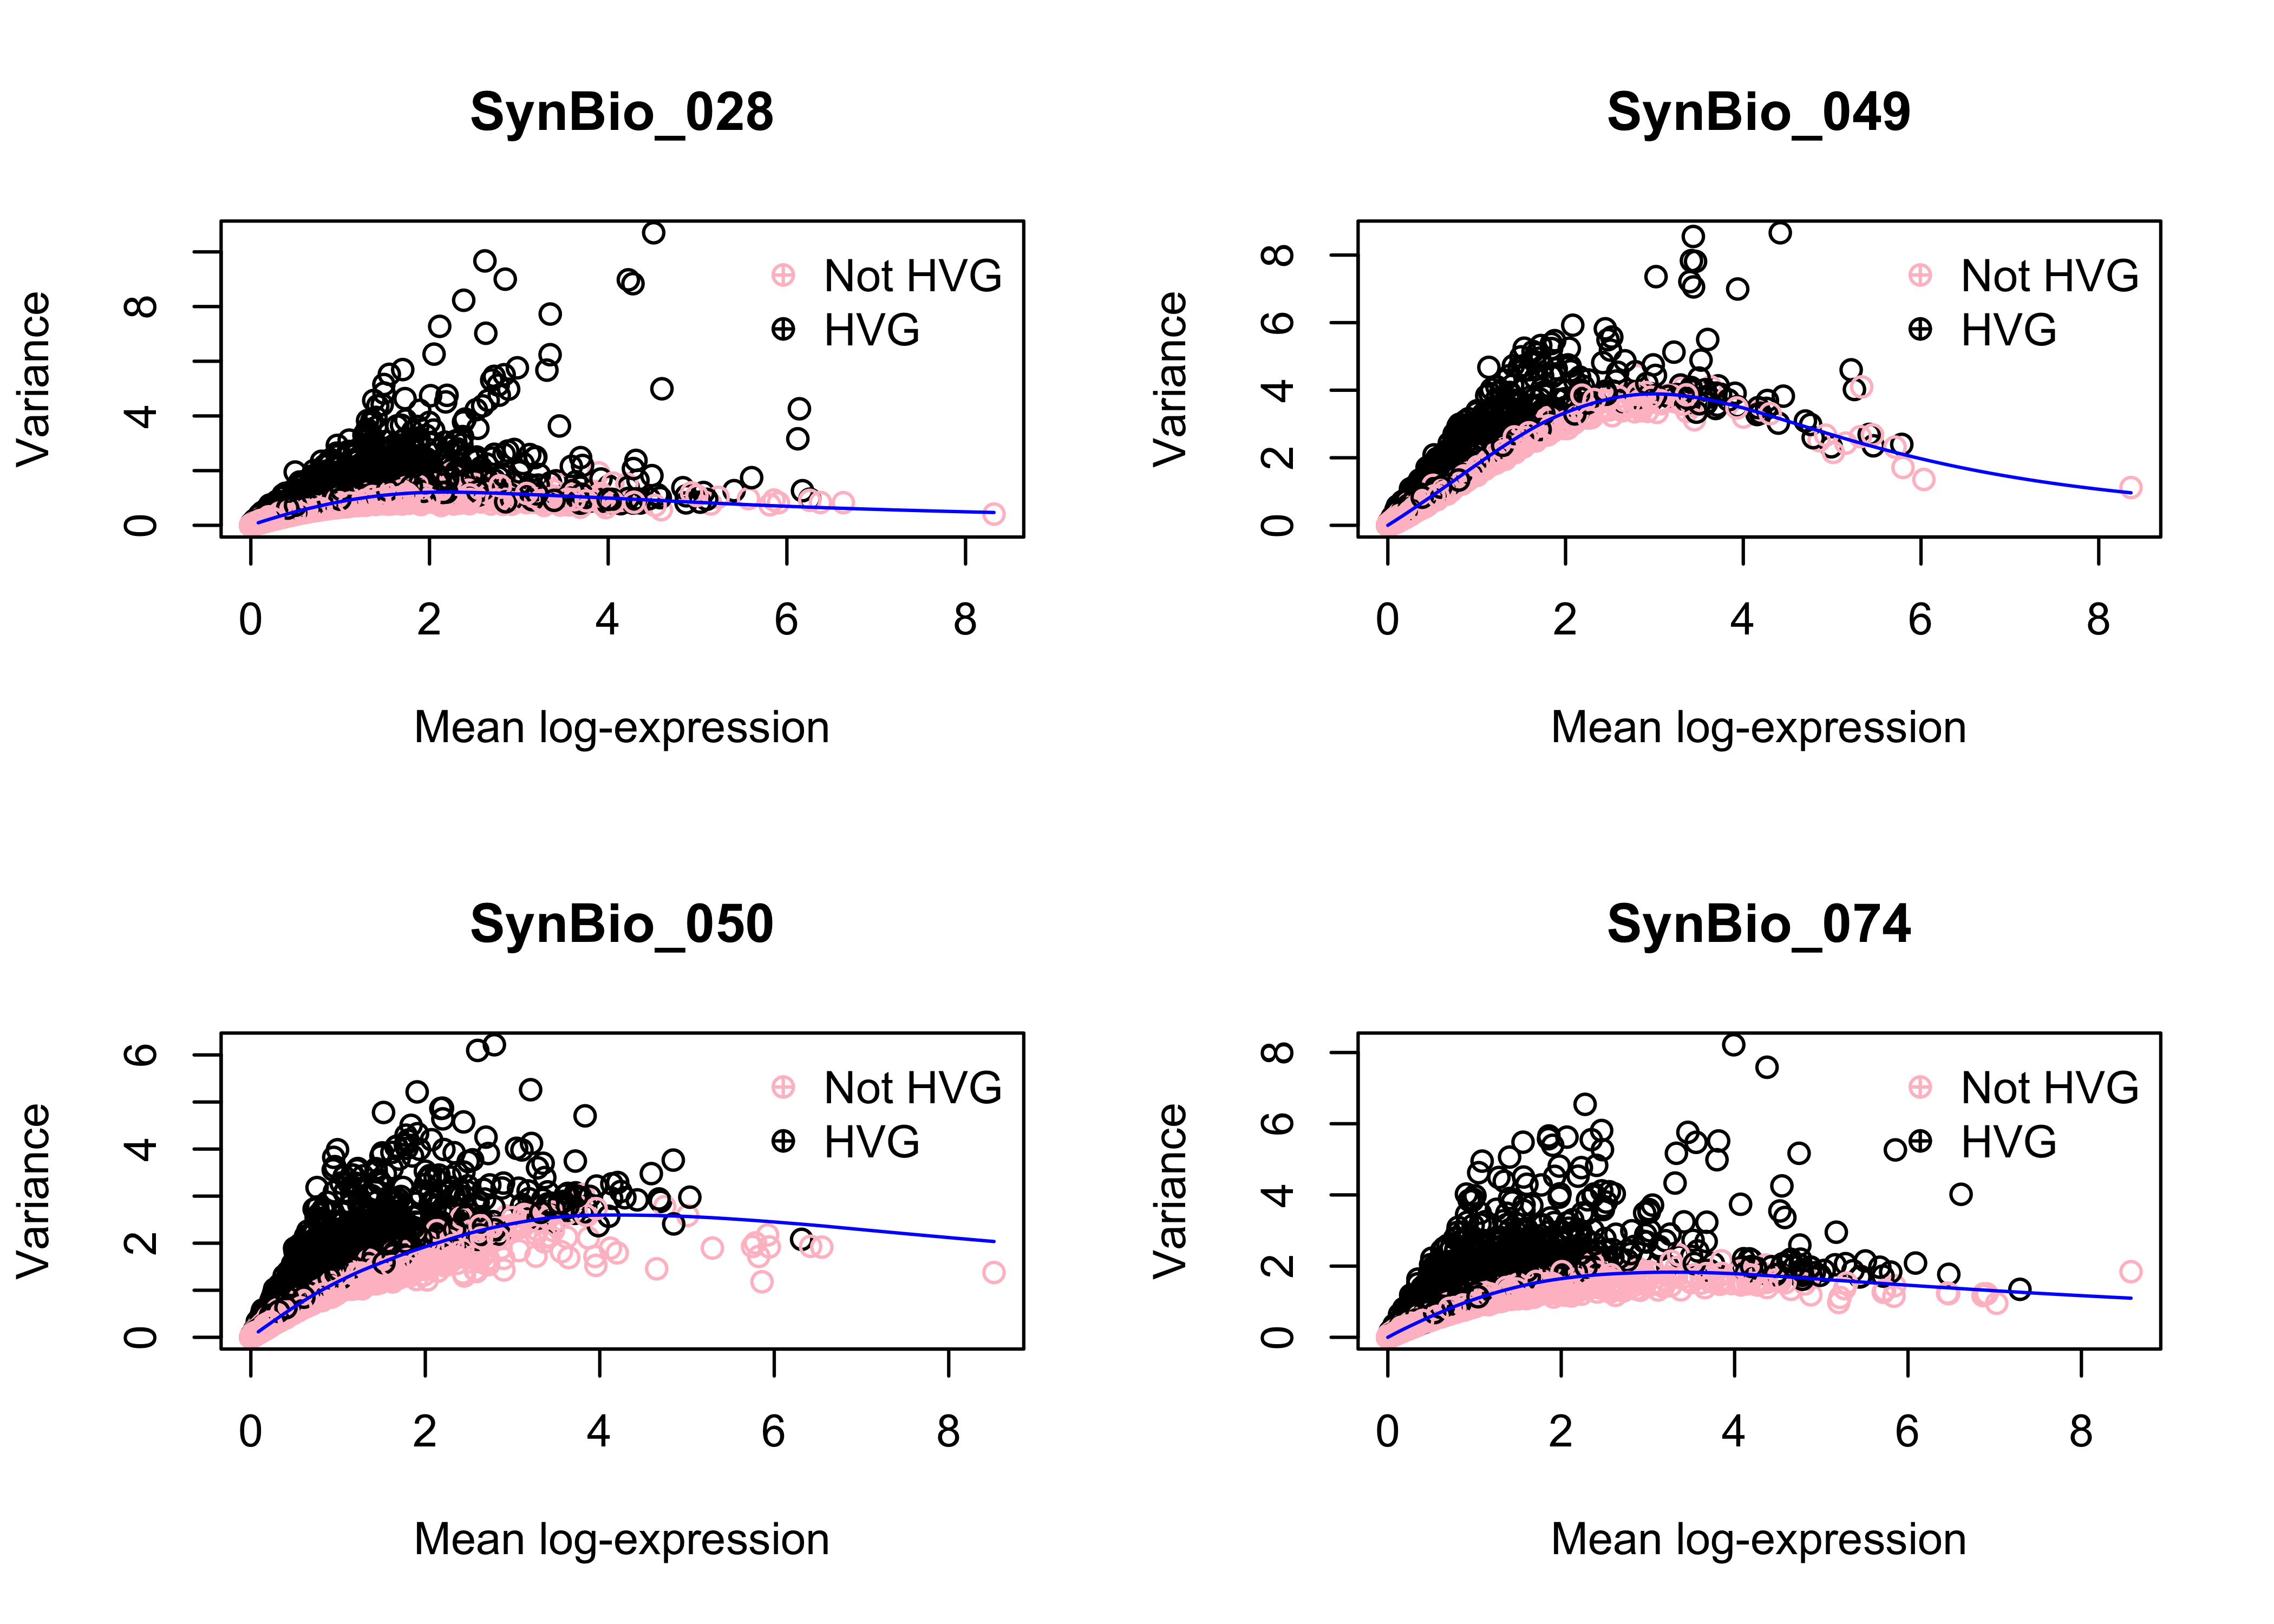 SynBio_028
Variance
0 4 8
Not HVG
HVG
0 2 4 6 8
Mean log-expression
SynBio_049
Variance
0 2 4 6 8
Not HVG
HVG
0 2 4 6 8
Mean log-expression
SynBio_050
Variance
0 2 4 6
Not HVG
HVG
0 2 4 6 8
Mean log-expression
SynBio_074
Variance
0 2 4 6 8
Not HVG
HVG
0 2 4 6 8
Mean log-expression